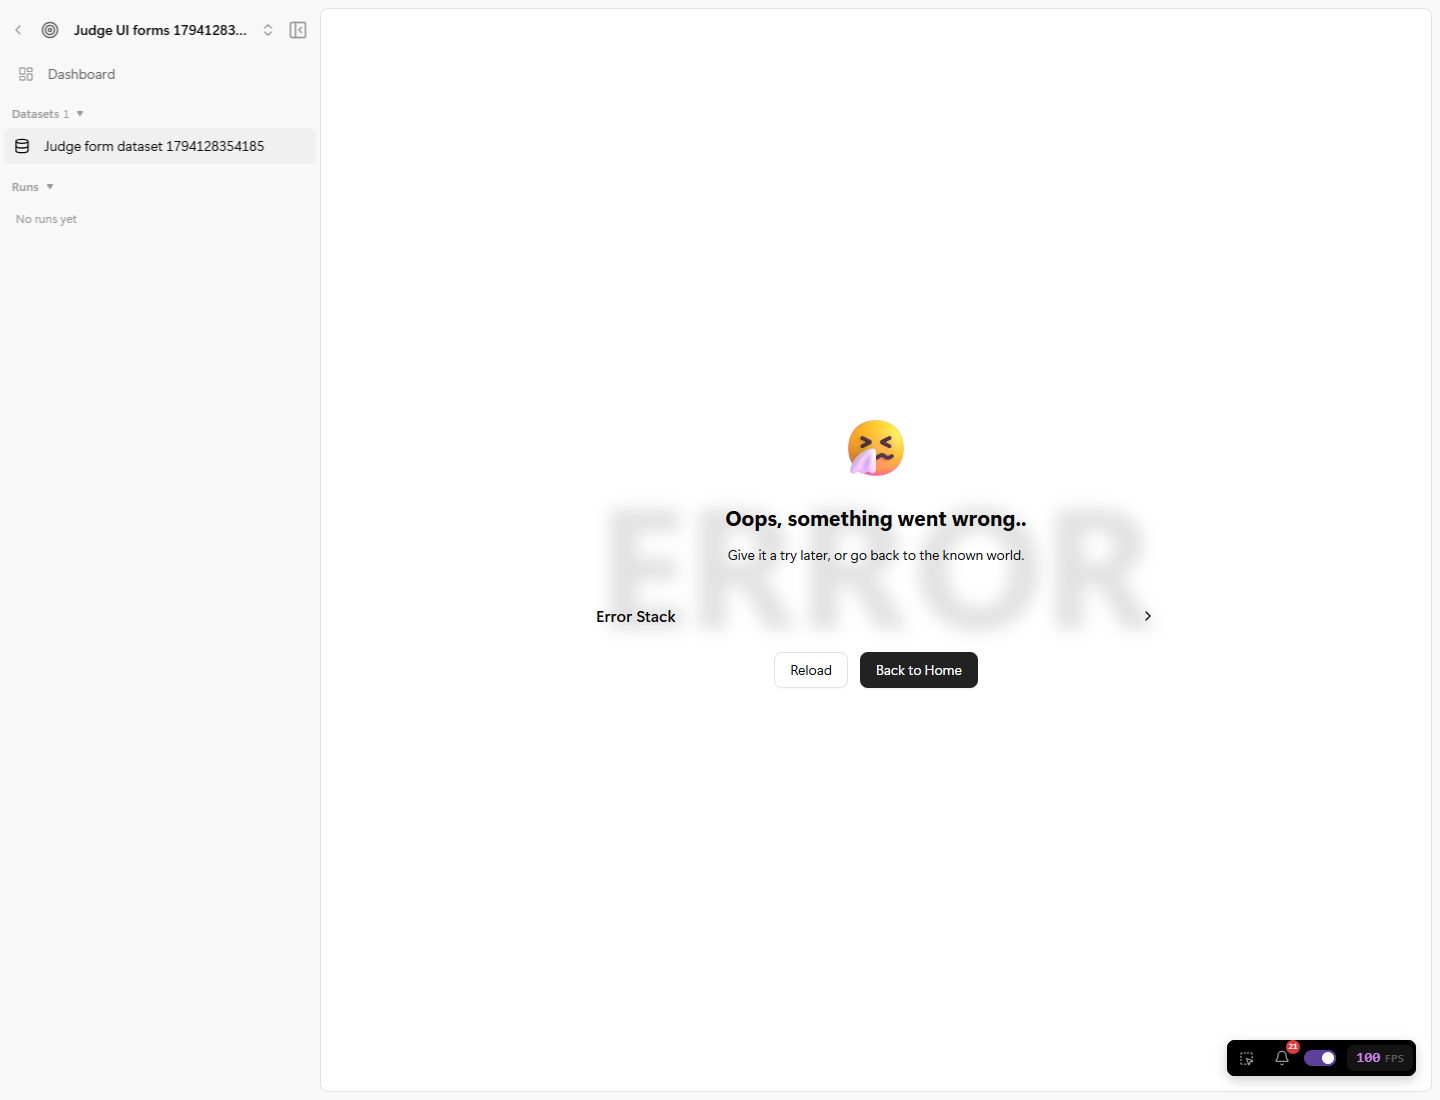 Judge UI forms 17941283...
Dashboard
Datasets 1
Judge form dataset 1794128354185
Runs
No runs yet
ERROR
Oops, something went wrong..
Give it a try later, or go back to the known world.
Error Stack
Reload
Back to Home
21
100 FPS